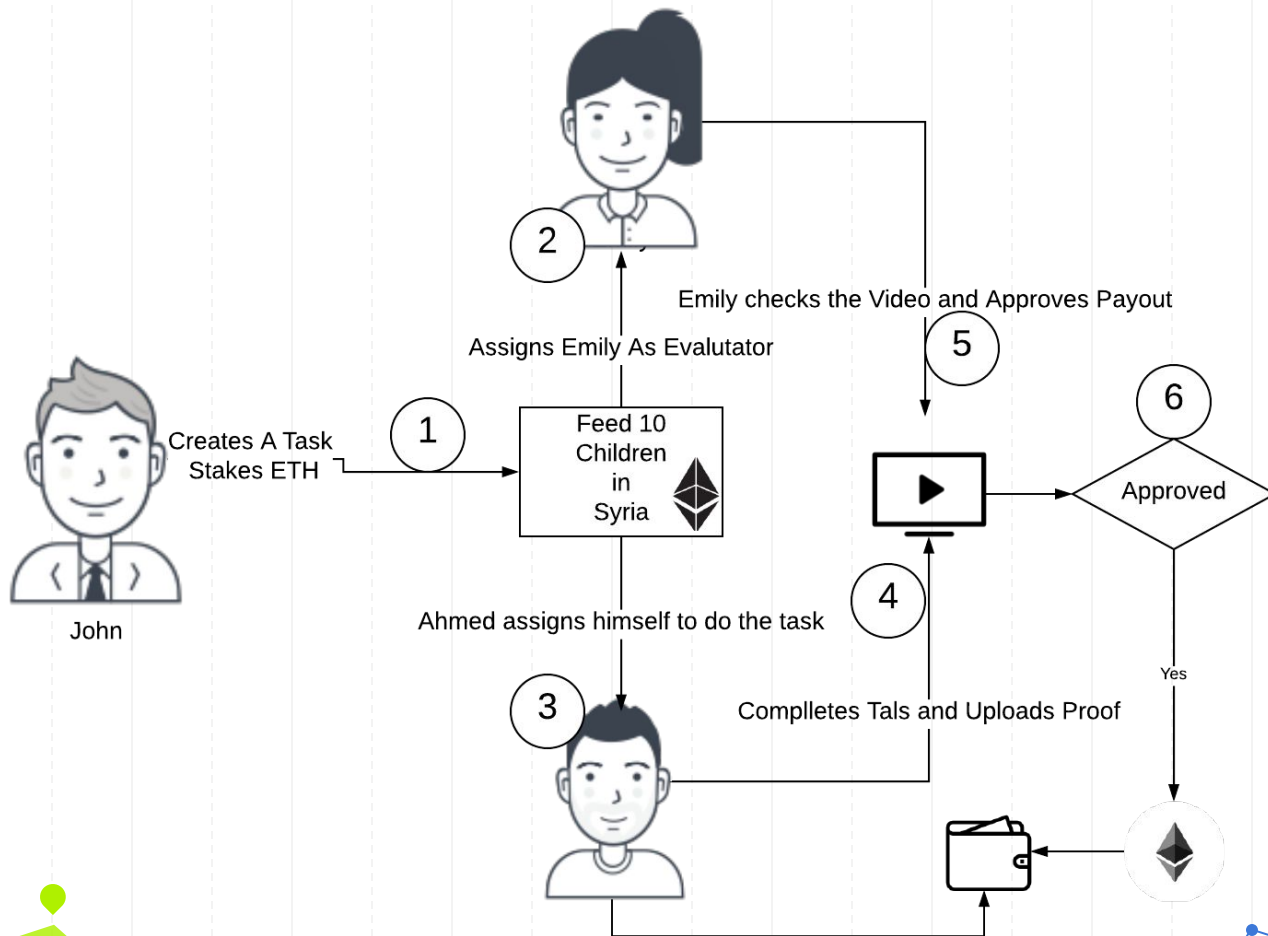 2
Emily checks the Video and Approves Payout
5
Assigns Emily As Evalutator
6
1
Creates A Task
Stakes ETH
Feed 10
Children
in
Syria
Approved
4
John
Ahmed assigns himself to do the task
Yes
3
Complletes Tals and Uploads Proof